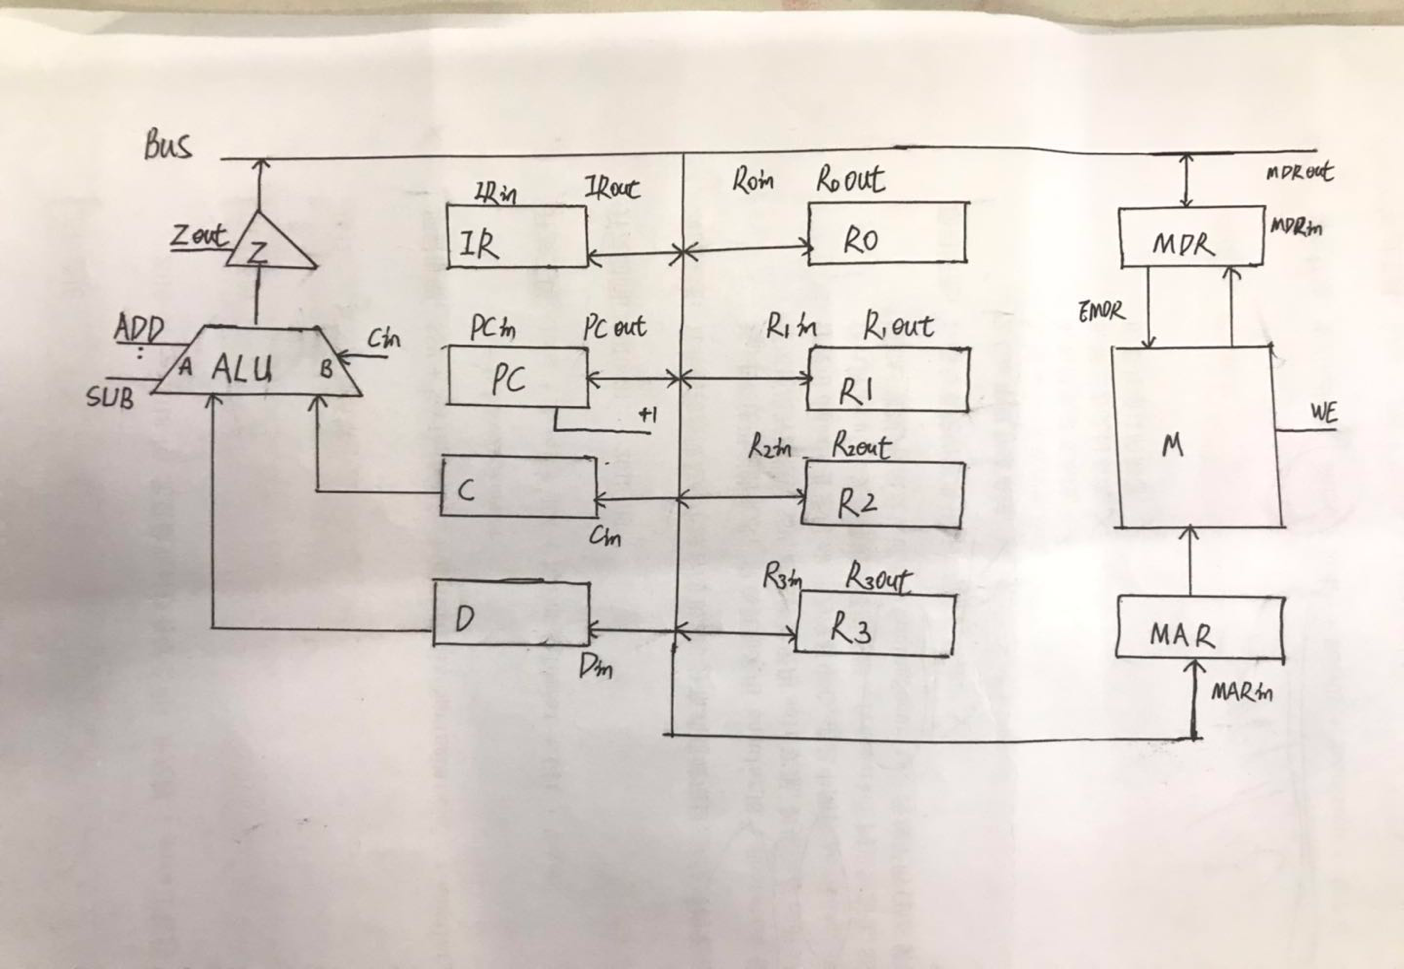 Bus
MDRout
IRin IRout
R0in R0out
Zout
Z
IR
R0
MDR
MDRin
ADD
SUB
A ALU B
Cin
PCin PCout
PC
+1
R1in R1out
R1
EMDR
M
WE
C
Cin
R2in R2out
R2
D
Din
R3in R3out
R3
MAR
MARin